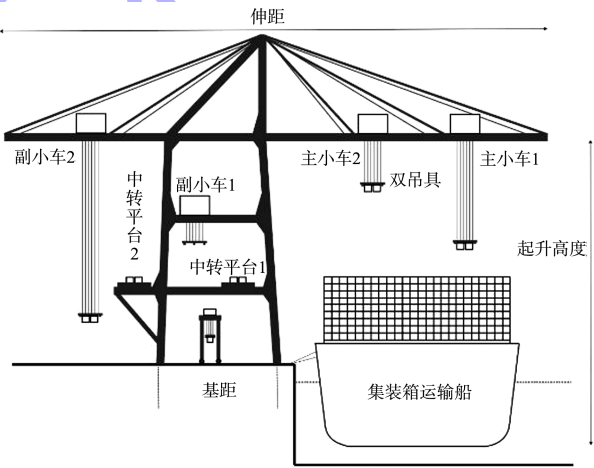 伸距
副小车2
主小车2
主小车1
中转平台2
副小车1
双吊具
起升高度
中转平台1
基距
集装箱运输船